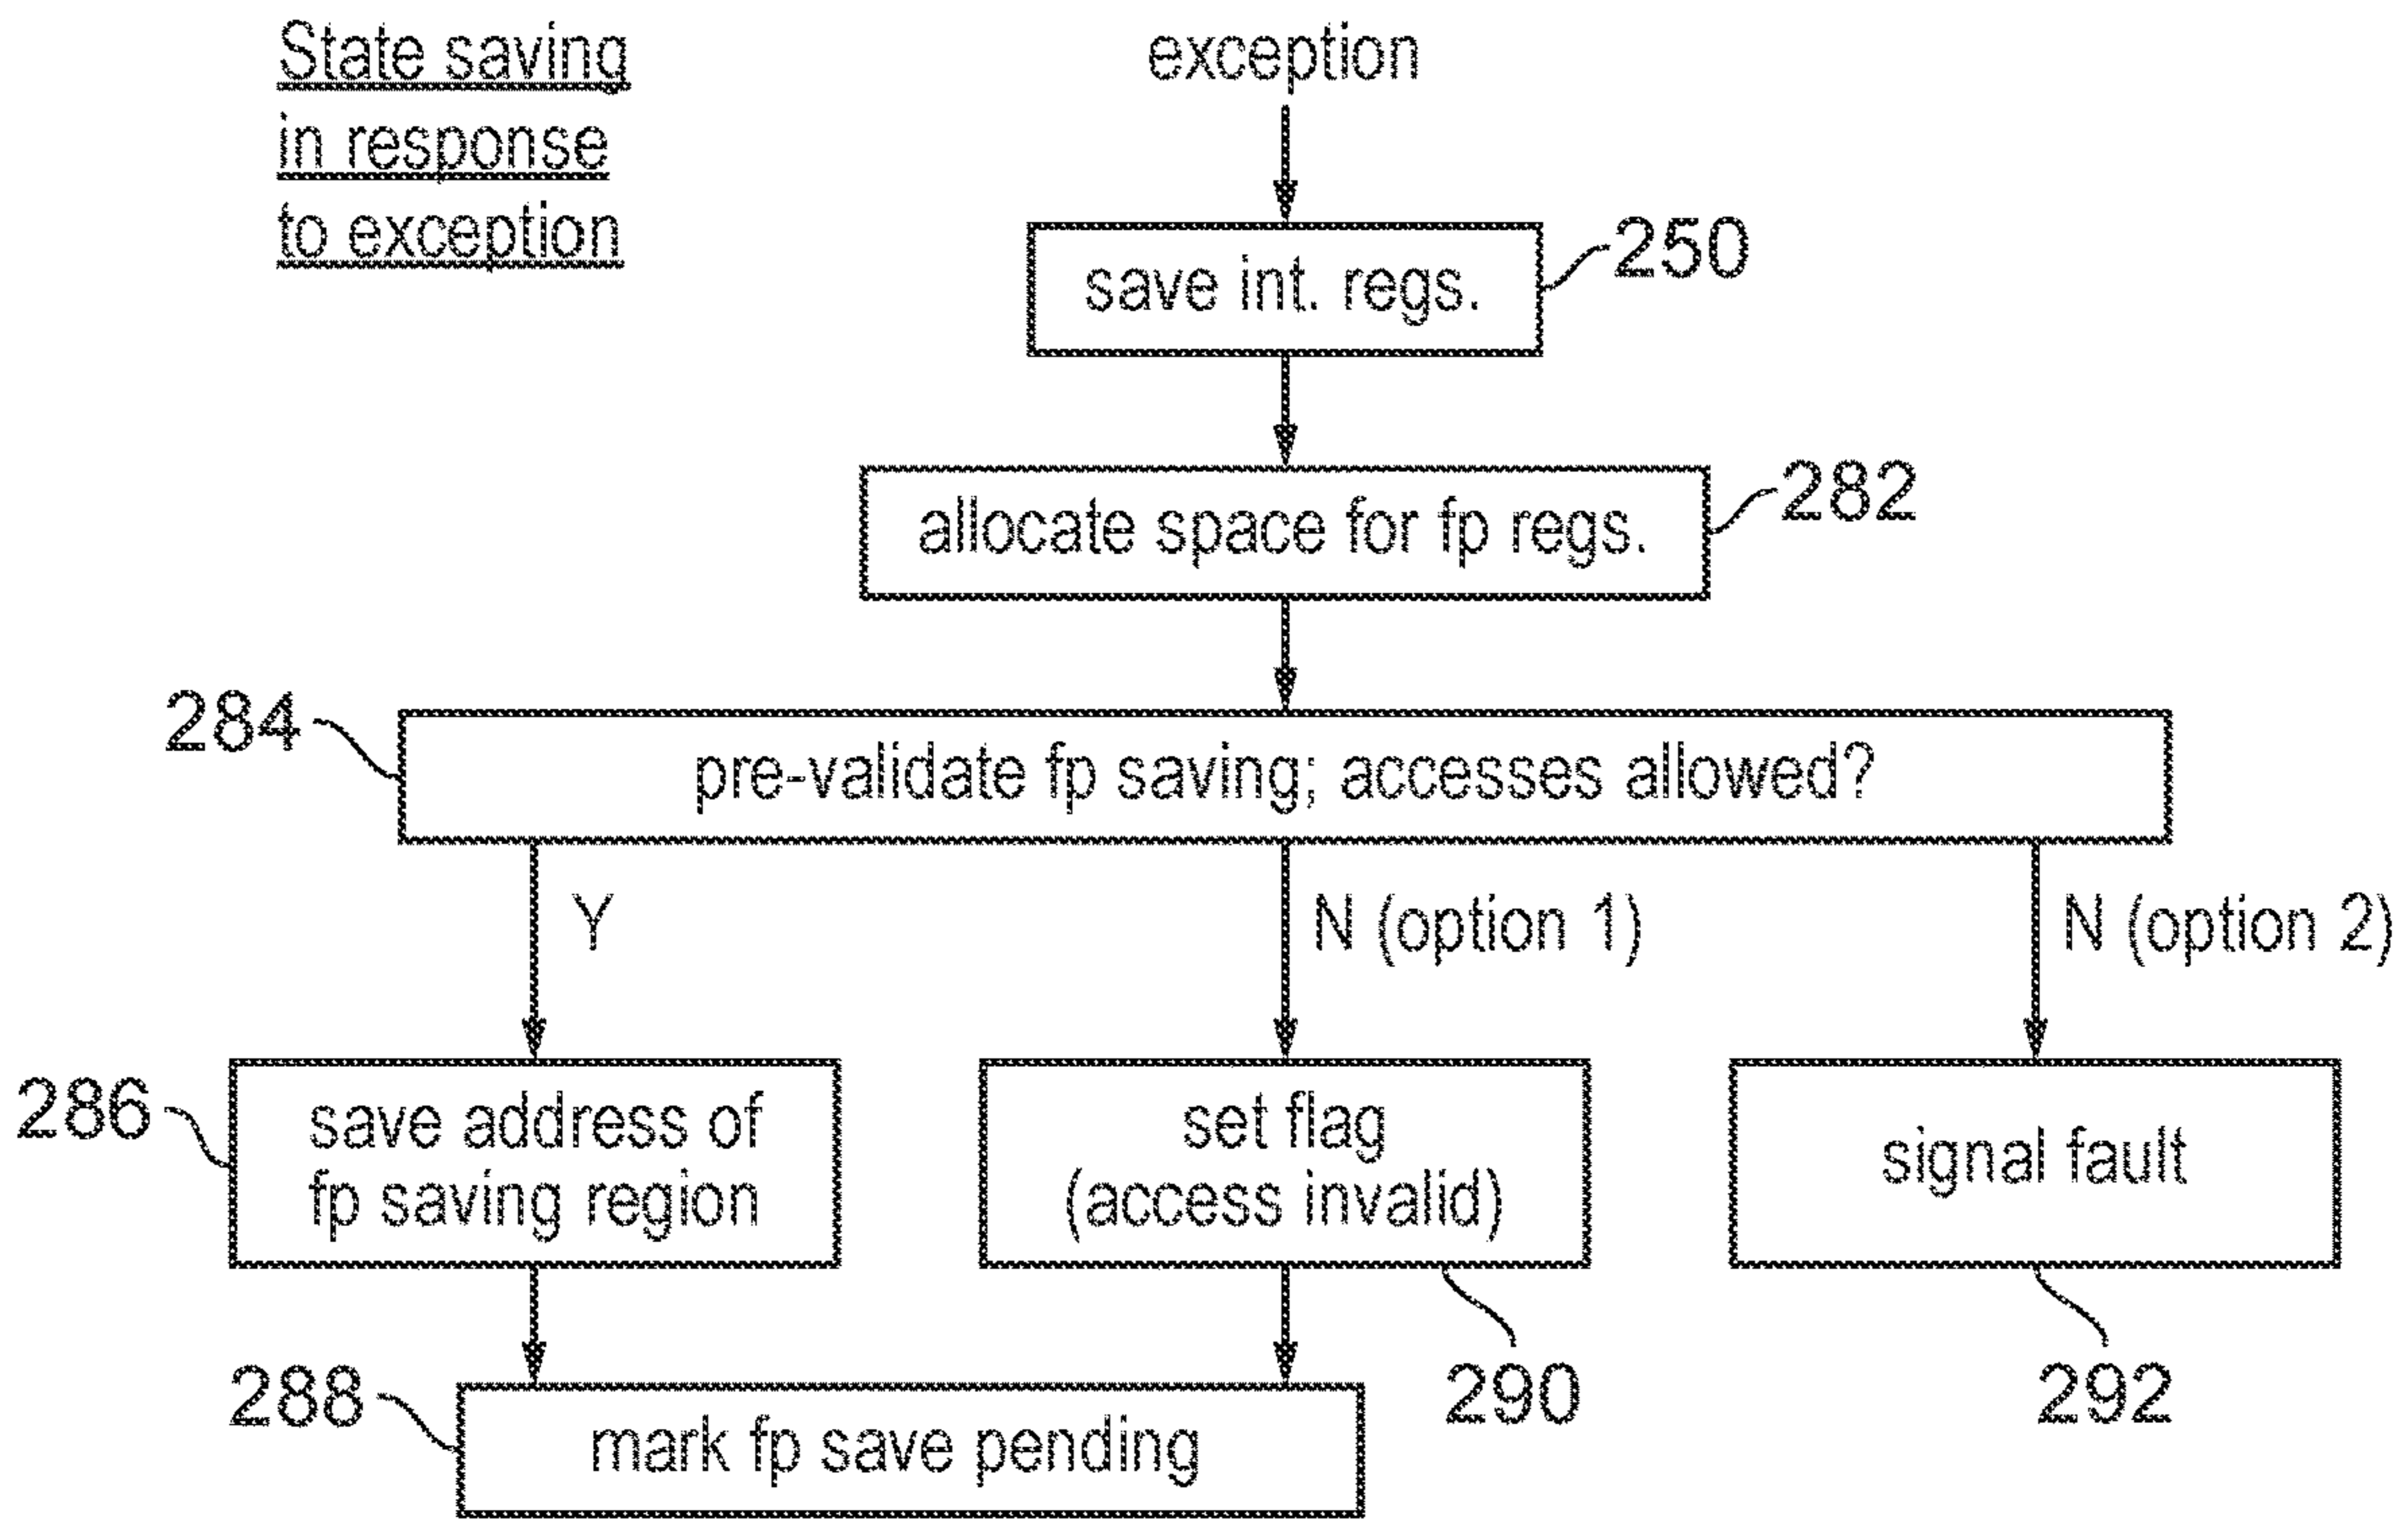 State saving
in response
to exception
exception
save int. regs.
250
allocate space for fp regs.
282
284
pre-validate fp saving; accesses allowed?
Y
N (option 1)
N (option 2)
286
save address of
fp saving region
set flag
(access invalid)
signal fault
288
mark fp save pending
290
292